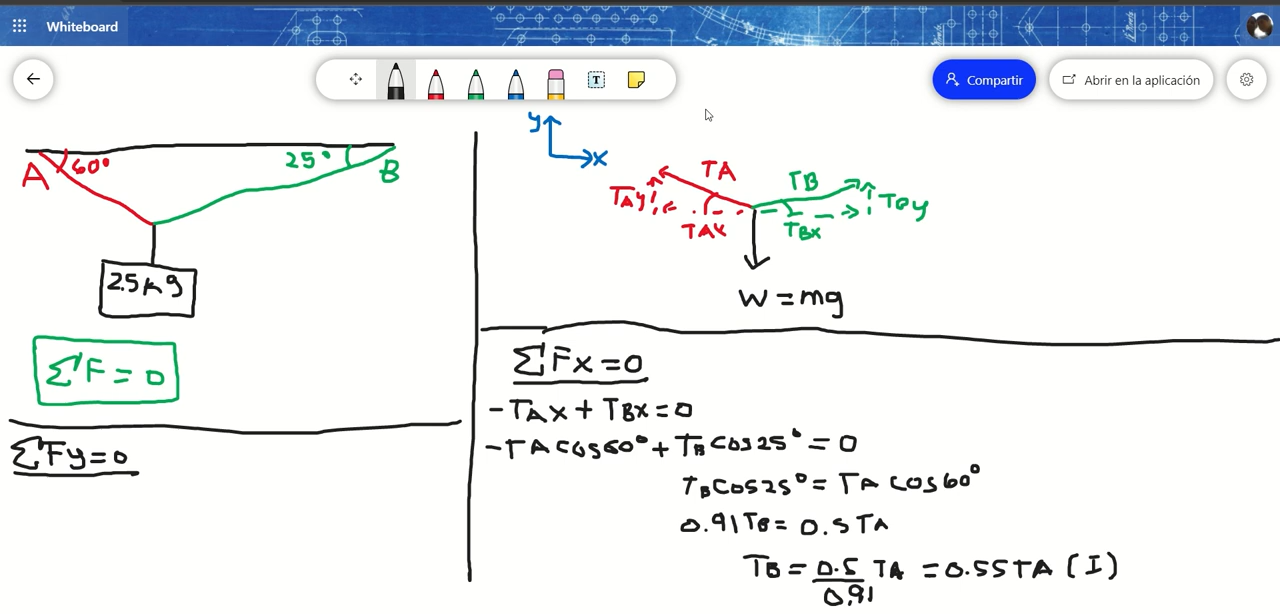 Whiteboard
T
Compartir
Abrir en la aplicación
A 60° 25° B
25kg
ΣF = 0
ΣFy=0
y
x
TA
TB
TAy
TAx
TBx
TBy
W = mg
ΣFx=0
-TAx + TBx = 0
-TA cos60° + TB cos25° = 0
TB cos25° = TA cos60°
0.91TB = 0.5TA
TB = 0.5/0.91 TA = 0.55TA (I)